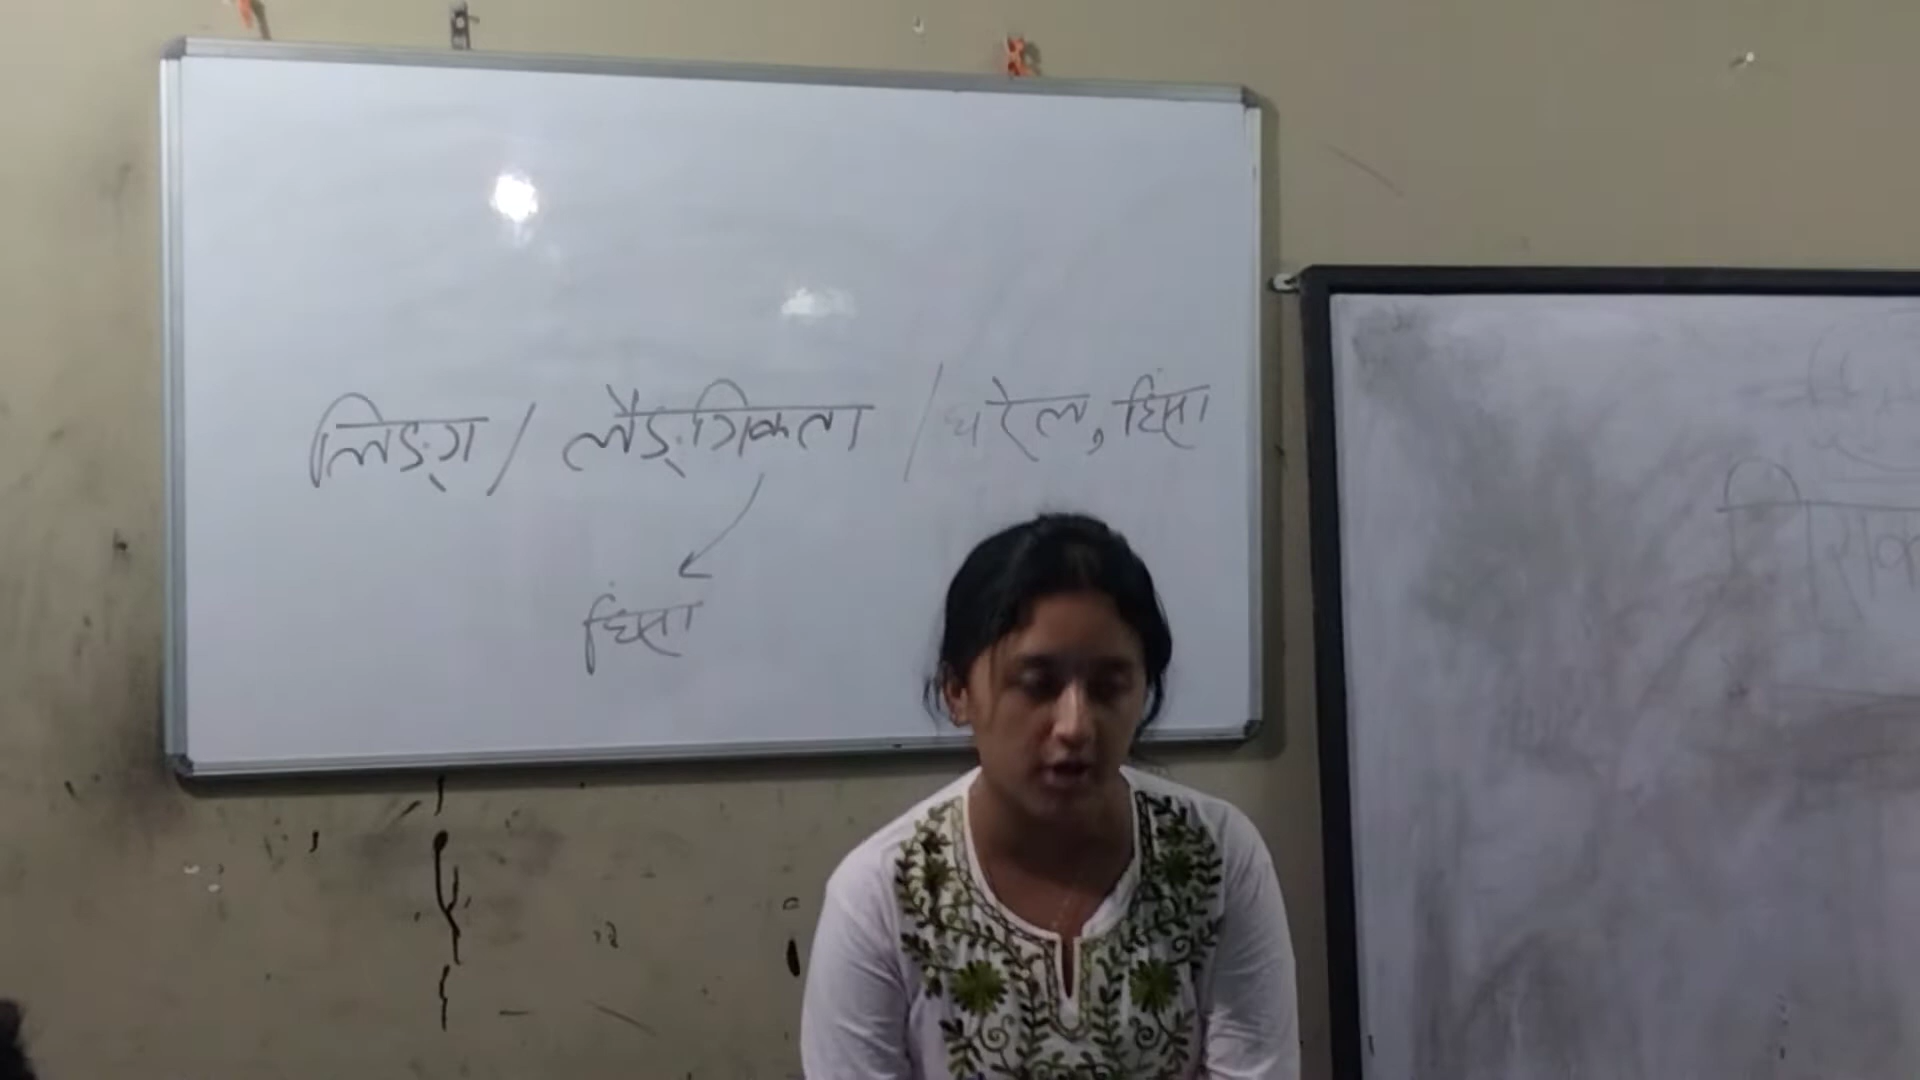 लिङ्ग / लैङ्गिकता / घरेलु हिंसा
हिंसा